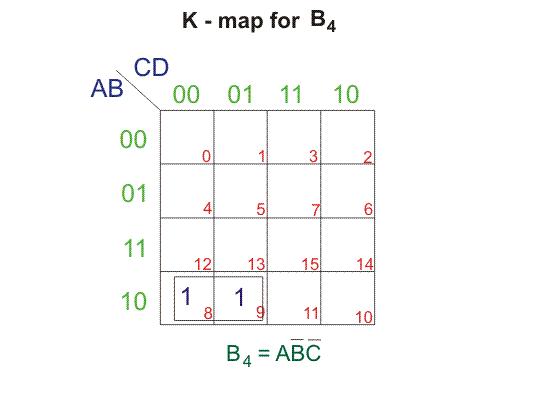 K - map for B₄
CD
AB
00 01 11 10
00 0 1 3 2
01 4 5 7 6
11 12 13 15 14
10 1 8 1 9 11 10
B₄ = AB̅C̅